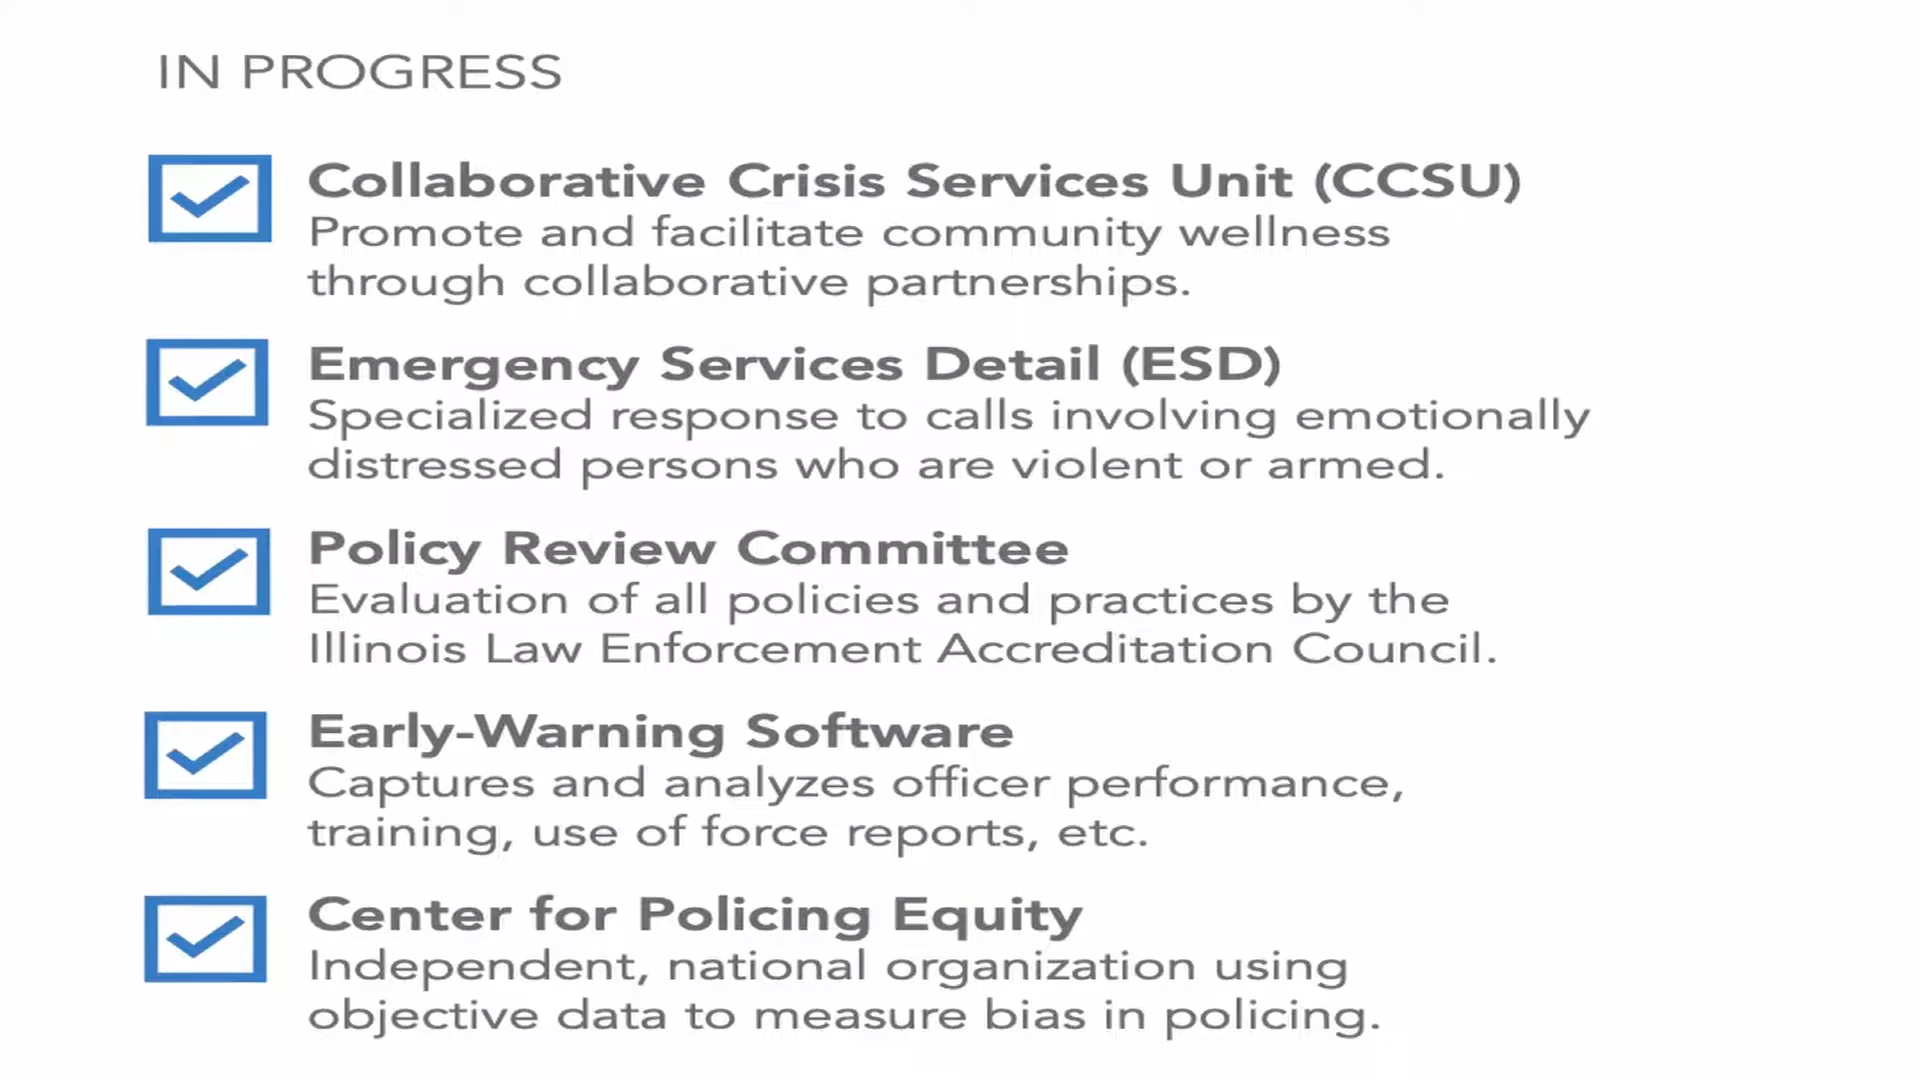 IN PROGRESS
Collaborative Crisis Services Unit (CCSU)
Promote and facilitate community wellness
through collaborative partnerships.
Emergency Services Detail (ESD)
Specialized response to calls involving emotionally
distressed persons who are violent or armed.
Policy Review Committee
Evaluation of all policies and practices by the
Illinois Law Enforcement Accreditation Council.
Early-Warning Software
Captures and analyzes officer performance,
training, use of force reports, etc.
Center for Policing Equity
Independent, national organization using
objective data to measure bias in policing.